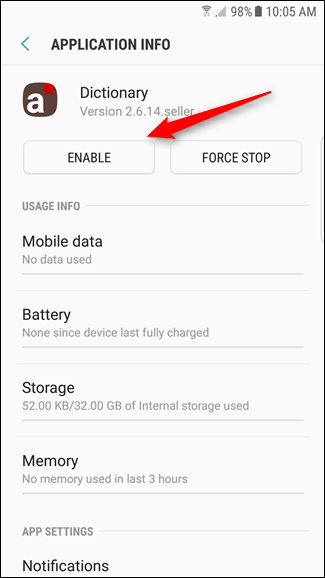 98% 10:05 AM
APPLICATION INFO
a
Dictionary
Version 2.6.14.seller
ENABLE
FORCE STOP
USAGE INFO
Mobile data
No data used
Battery
None since device last fully charged
Storage
52.00 KB/32.00 GB of Internal storage used
Memory
No memory used in last 3 hours
APP SETTINGS
Notifications